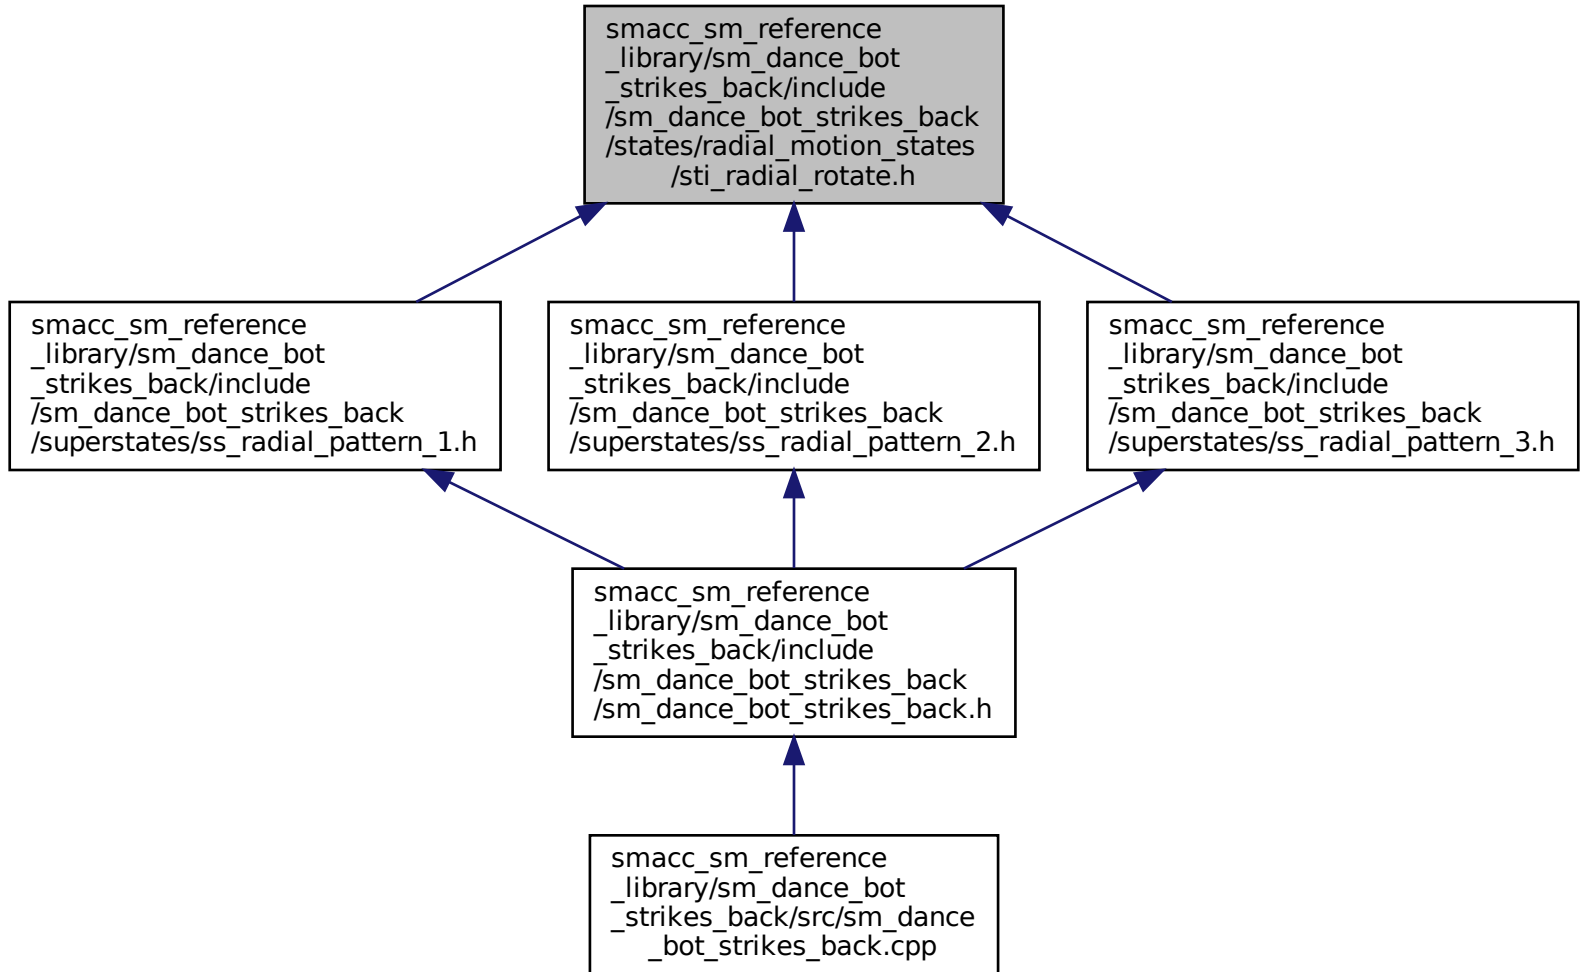 smacc_sm_reference
_library/sm_dance_bot
_strikes_back/include
/sm_dance_bot_strikes_back
/states/radial_motion_states
/sti_radial_rotate.h
smacc_sm_reference
_library/sm_dance_bot
_strikes_back/include
/sm_dance_bot_strikes_back
/superstates/ss_radial_pattern_1.h
smacc_sm_reference
_library/sm_dance_bot
_strikes_back/include
/sm_dance_bot_strikes_back
/superstates/ss_radial_pattern_2.h
smacc_sm_reference
_library/sm_dance_bot
_strikes_back/include
/sm_dance_bot_strikes_back
/superstates/ss_radial_pattern_3.h
smacc_sm_reference
_library/sm_dance_bot
_strikes_back/include
/sm_dance_bot_strikes_back
/sm_dance_bot_strikes_back.h
smacc_sm_reference
_library/sm_dance_bot
_strikes_back/src/sm_dance
_bot_strikes_back.cpp